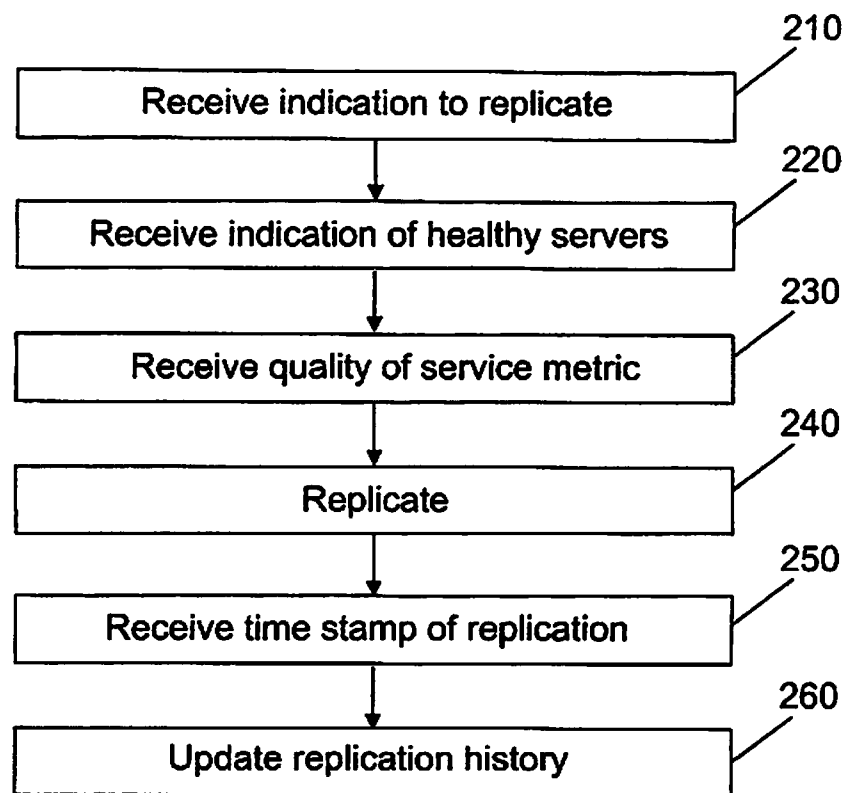 210
Receive indication to replicate
220
Receive indication of healthy servers
230
Receive quality of service metric
240
Replicate
250
Receive time stamp of replication
260
Update replication history